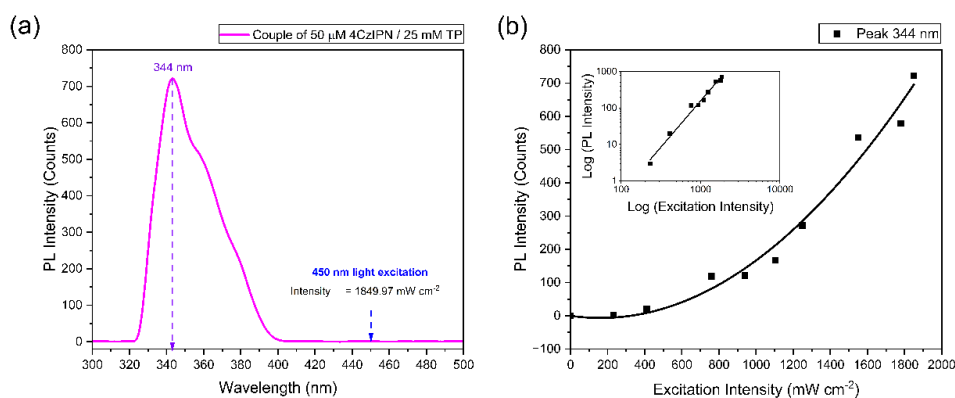 (a)
Couple of 50 μM 4CzIPN / 25 mM TP
344 nm
450 nm light excitation
Intensity = 1849.97 mW cm-2
PL Intensity (Counts)
800
700
600
500
400
300
200
100
0
300 320 340 360 380 400 420 440 460 480 500
Wavelength (nm)
(b)
Peak 344 nm
PL Intensity (Counts)
800
700
600
500
400
300
200
100
0
−100
0 200 400 600 800 1000 1200 1400 1600 1800 2000
Excitation Intensity (mW cm-2)
Log (PL Intensity)
1000
100
10
1
100 1000 10000
Log (Excitation Intensity)